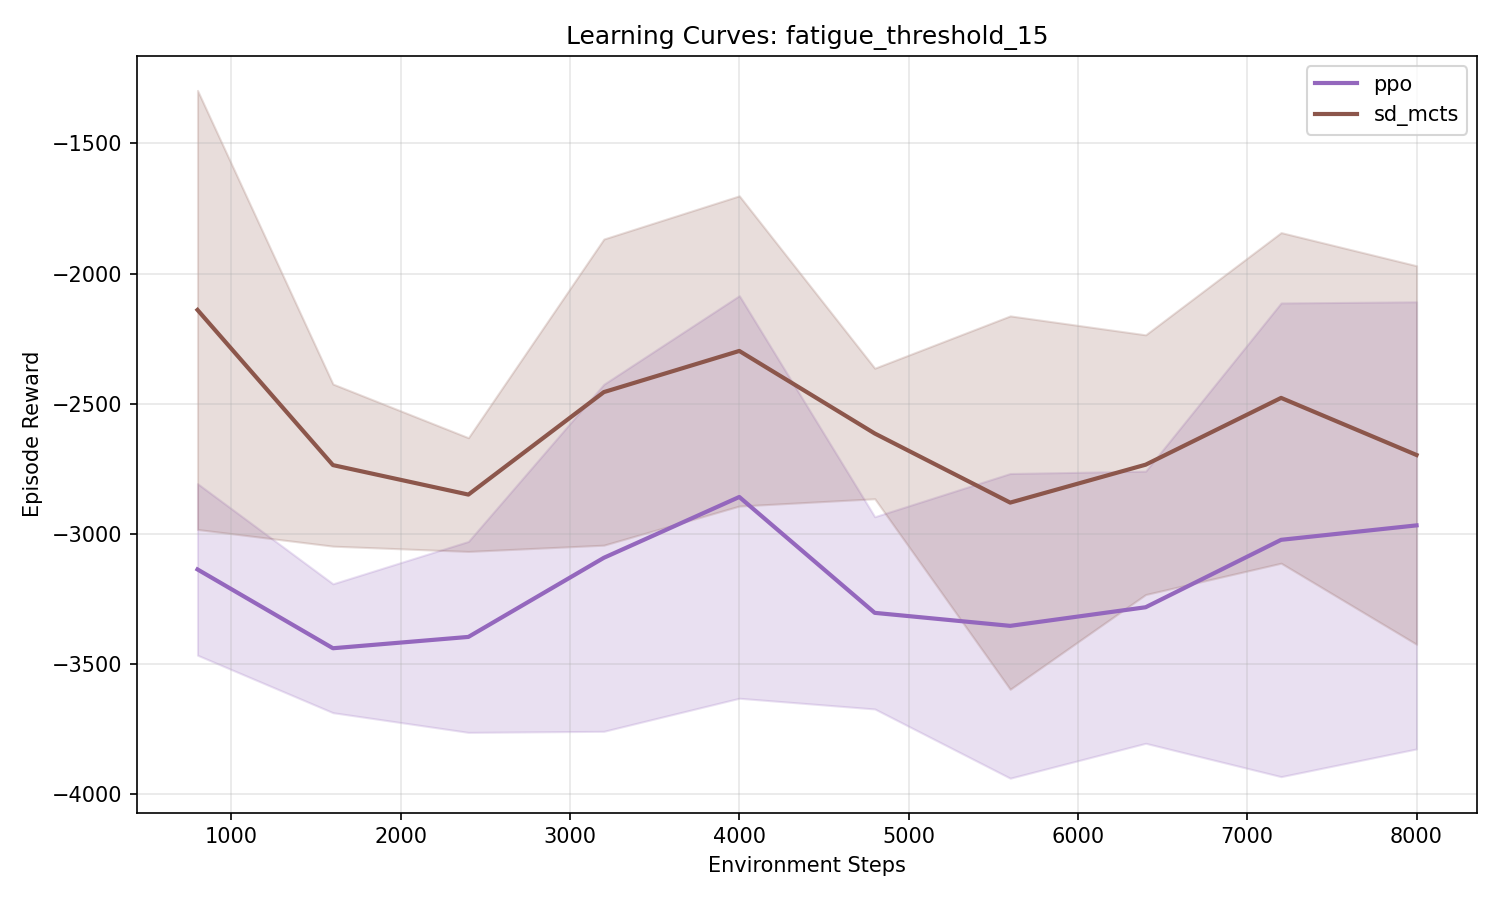 Learning Curves: fatigue_threshold_15
ppo
sd_mcts
Episode Reward
−1500
−2000
−2500
−3000
−3500
−4000
1000 2000 3000 4000 5000 6000 7000 8000
Environment Steps